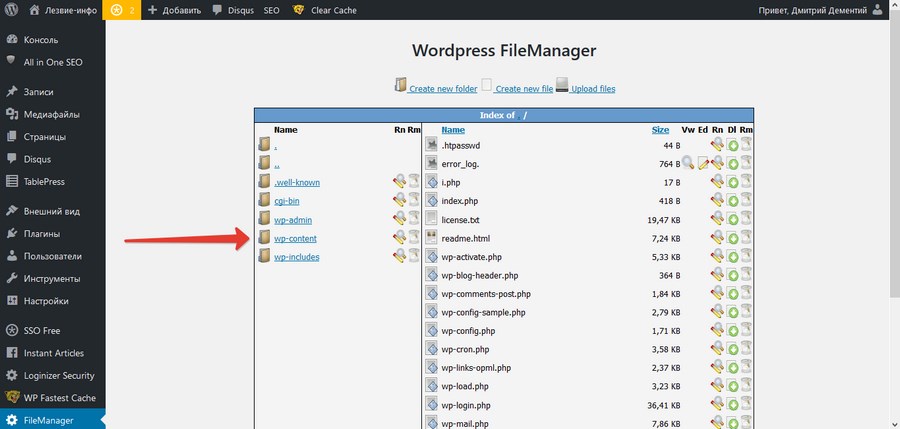 Лезвие-инфо 2 Добавить Disqus SEO Clear Cache Привет, Дмитрий Дементий
Консоль
All in One SEO
Записи
Медиафайлы
Страницы
Disqus
TablePress
Внешний вид
Плагины
Пользователи
Инструменты
Настройки
SSO Free
Instant Articles
Loginizer Security
WP Fastest Cache
FileManager
Wordpress FileManager
Create new folder Create new file Upload files
Index of . /
Name Rn Rm
.
..
.well-known
cgi-bin
wp-admin
wp-content
wp-includes
Name Size Vw Ed Rn Dl Rm
.htpasswd 44 B
error_log. 764 B
i.php 17 B
index.php 418 B
license.txt 19,47 KB
readme.html 7,24 KB
wp-activate.php 5,33 KB
wp-blog-header.php 364 B
wp-comments-post.php 1,84 KB
wp-config-sample.php 2,79 KB
wp-config.php 1,71 KB
wp-cron.php 3,58 KB
wp-links-opml.php 2,37 KB
wp-load.php 3,23 KB
wp-login.php 36,41 KB
wp-mail.php 7,86 KB